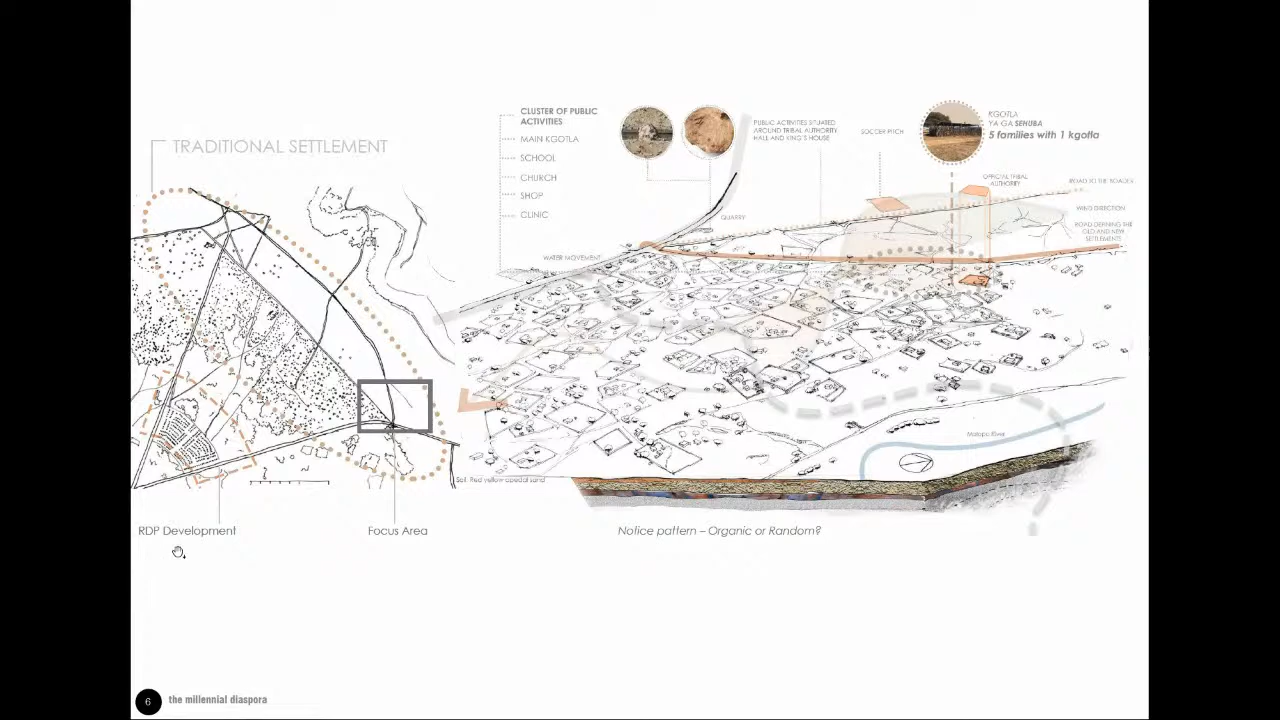 TRADITIONAL SETTLEMENT
CLUSTER OF PUBLIC
ACTIVITIES
MAIN KGOTLA
SCHOOL
CHURCH
SHOP
CLINIC
WATER MOVEMENT
QUARRY
PUBLIC ACTIVITIES SITUATED
AROUND TRIBAL AUTHORITY
HALL AND KING'S HOUSE
SOCCER PITCH
KGOTLA
YA GA SEHUBA
5 families with 1 kgotla
OFFICIAL TRIBAL
AUTHORITY
ROAD TO THE
WIND DIRECTION
ROAD DEFINING THE
OLD AND NEW
SETTLEMENTS
River
Soil: Red yellow apedal sand
RDP Development
Focus Area
Notice pattern – Organic or Random?
6
the millennial diaspora